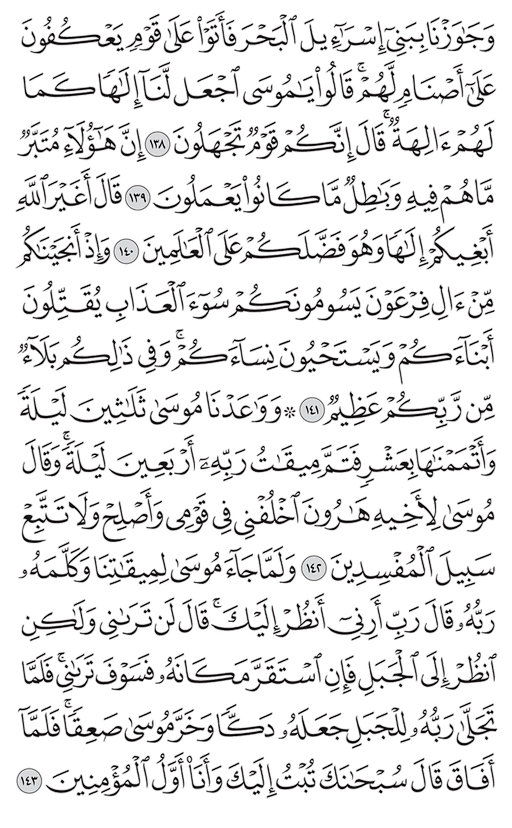 وَجَٰوَزْنَا بِبَنِىٓ إِسْرَٰٓءِيلَ ٱلْبَحْرَ فَأَتَوْا۟ عَلَىٰ قَوْمٍ يَعْكُفُونَ
عَلَىٰٓ أَصْنَامٍ لَّهُمْ ۚ قَالُوا۟ يَٰمُوسَى ٱجْعَل لَّنَآ إِلَٰهًا كَمَا
لَهُمْ ءَالِهَةٌ ۚ قَالَ إِنَّكُمْ قَوْمٌ تَجْهَلُونَ ١٣٨ إِنَّ هَٰٓؤُلَآءِ مُتَبَّرٌ
مَّا هُمْ فِيهِ وَبَٰطِلٌ مَّا كَانُوا۟ يَعْمَلُونَ ١٣٩ قَالَ أَغَيْرَ ٱللَّهِ
أَبْغِيكُمْ إِلَٰهًا وَهُوَ فَضَّلَكُمْ عَلَى ٱلْعَٰلَمِينَ ١٤٠ وَإِذْ أَنجَيْنَٰكُم
مِّنْ ءَالِ فِرْعَوْنَ يَسُومُونَكُمْ سُوٓءَ ٱلْعَذَابِ يُقَتِّلُونَ
أَبْنَآءَكُمْ وَيَسْتَحْيُونَ نِسَآءَكُمْ ۚ وَفِى ذَٰلِكُم بَلَآءٌ
مِّن رَّبِّكُمْ عَظِيمٌ ١٤١ ۞ وَوَٰعَدْنَا مُوسَىٰ ثَلَٰثِينَ لَيْلَةً
وَأَتْمَمْنَٰهَا بِعَشْرٍ فَتَمَّ مِيقَٰتُ رَبِّهِۦٓ أَرْبَعِينَ لَيْلَةً ۚ وَقَالَ
مُوسَىٰ لِأَخِيهِ هَٰرُونَ ٱخْلُفْنِى فِى قَوْمِى وَأَصْلِحْ وَلَا تَتَّبِعْ
سَبِيلَ ٱلْمُفْسِدِينَ ١٤٢ وَلَمَّا جَآءَ مُوسَىٰ لِمِيقَٰتِنَا وَكَلَّمَهُۥ
رَبُّهُۥ قَالَ رَبِّ أَرِنِىٓ أَنظُرْ إِلَيْكَ ۚ قَالَ لَن تَرَىٰنِى وَلَٰكِنِ
ٱنظُرْ إِلَى ٱلْجَبَلِ فَإِنِ ٱسْتَقَرَّ مَكَانَهُۥ فَسَوْفَ تَرَىٰنِى ۚ فَلَمَّا
تَجَلَّىٰ رَبُّهُۥ لِلْجَبَلِ جَعَلَهُۥ دَكًّا وَخَرَّ مُوسَىٰ صَعِقًا ۚ فَلَمَّآ
أَفَاقَ قَالَ سُبْحَٰنَكَ تُبْتُ إِلَيْكَ وَأَنَا۠ أَوَّلُ ٱلْمُؤْمِنِينَ ١٤٣